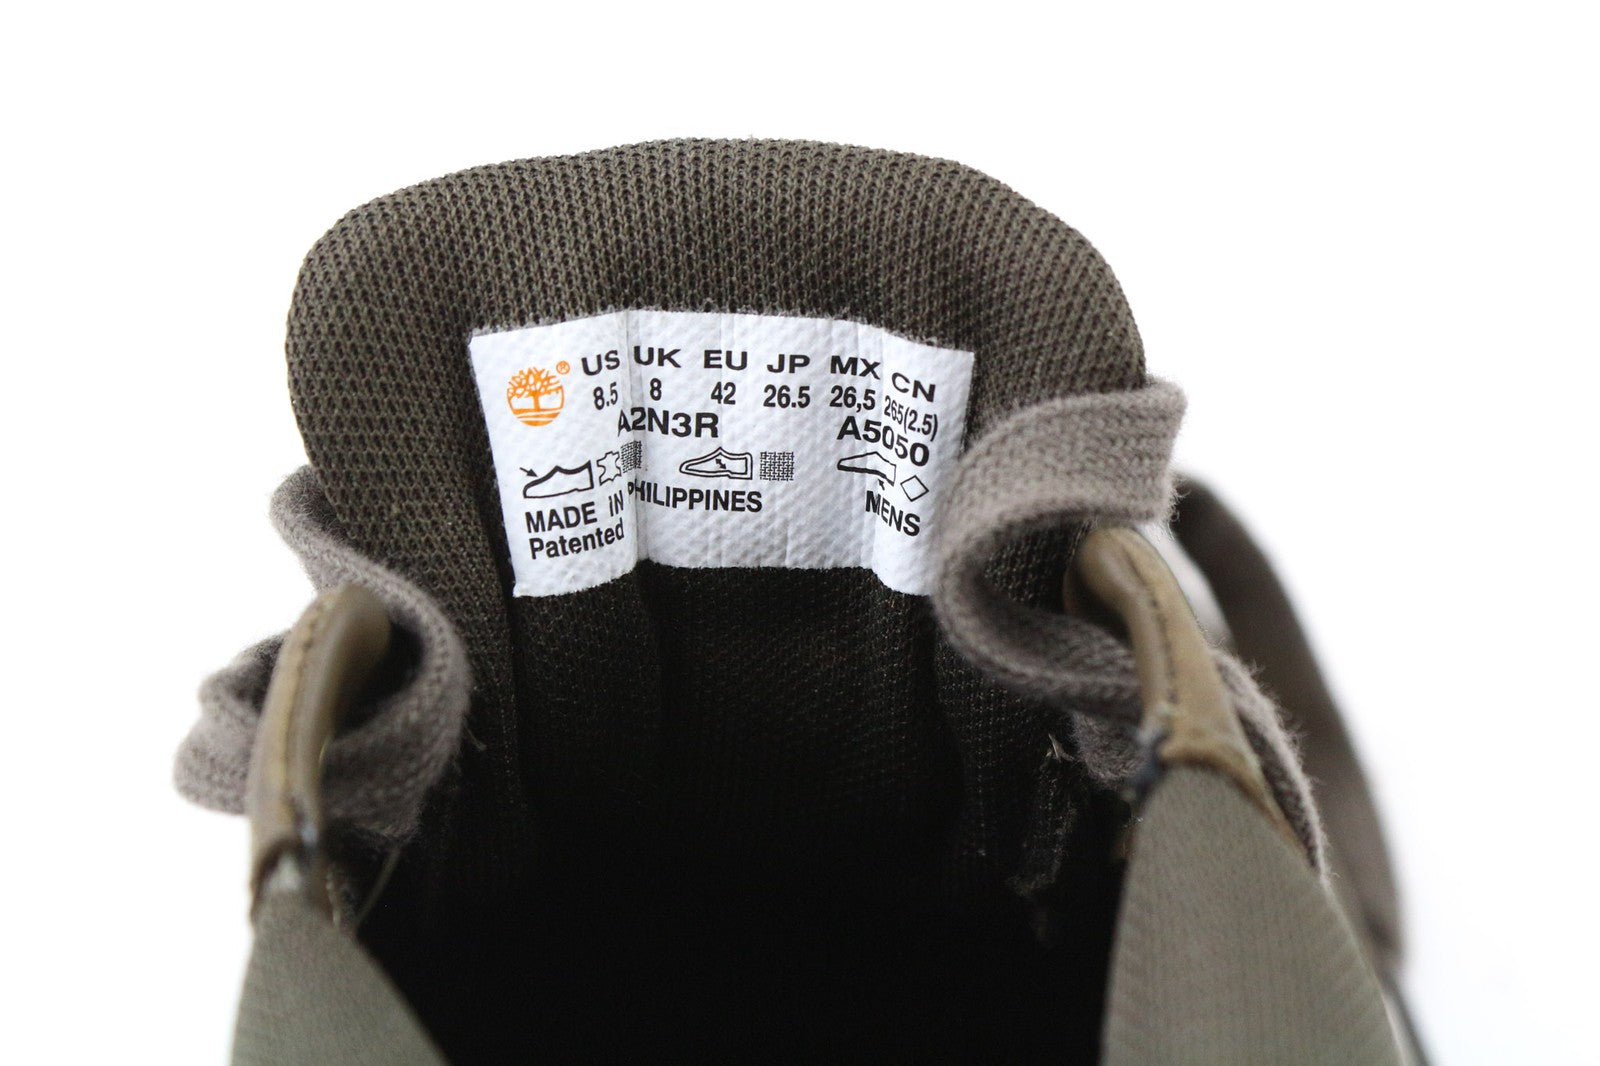 ® US UK EU JP MX CN
8.5 8 42 26.5 26,5 265(2.5)
A2N3R A5050
MADE iN PHILIPPINES MENS
Patented